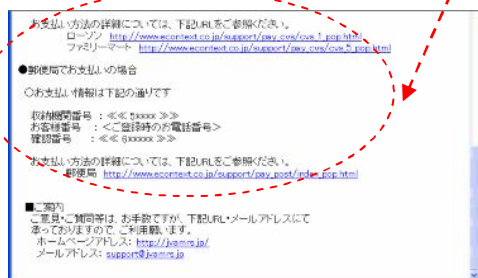 お支払い方法の詳細については、下記URLをご参照ください。
ローソン http://www.econtext.co.jp/support/pay_cvs/cvs_1_pop.html
ファミリーマート http://www.econtext.co.jp/support/pay_cvs/cvs_5_pop.html
●郵便局でお支払いの場合
○お支払い情報は下記の通りです
収納機関番号 ：≪≪ 5xxxx ≫≫
お客様番号 ：<ご登録時のお電話番号>
確認番号 ：≪≪ 6xxxxx ≫≫
お支払い方法の詳細については、下記URLをご参照ください。
郵便局 http://www.econtext.co.jp/support/pay_post/index_pop.html
■ご案内
ご意見・ご質問等は、お手数ですが、下記URL・メールアドレスにて
承っておりますので、ご利用願います。
ホームページアドレス: http://jvamrs.jp/
メールアドレス: support@jvamrs.jp